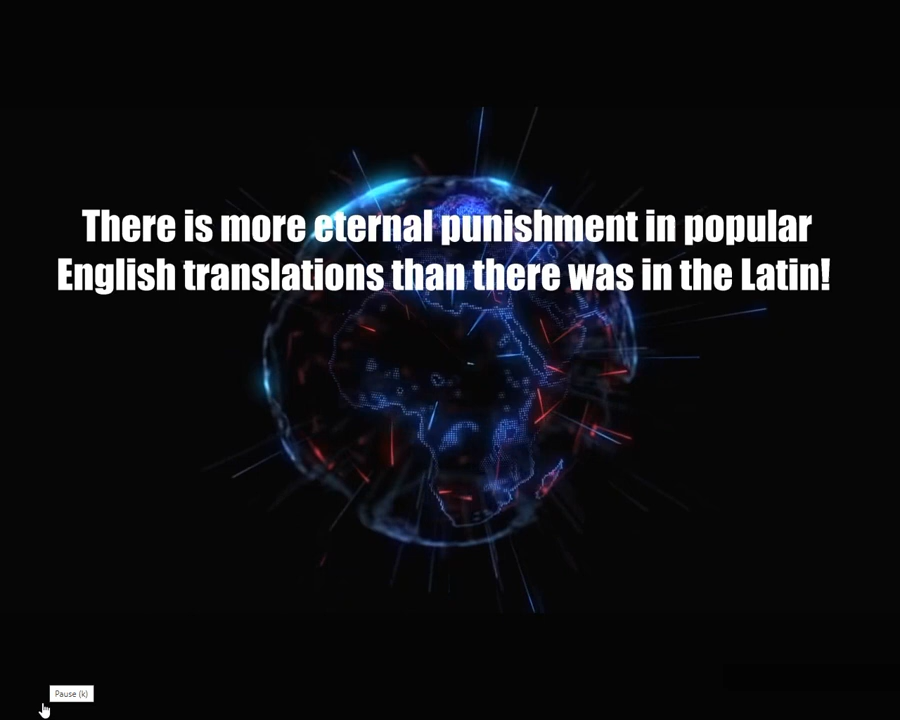 There is more eternal punishment in popular
English translations than there was in the Latin!
Pause (k)